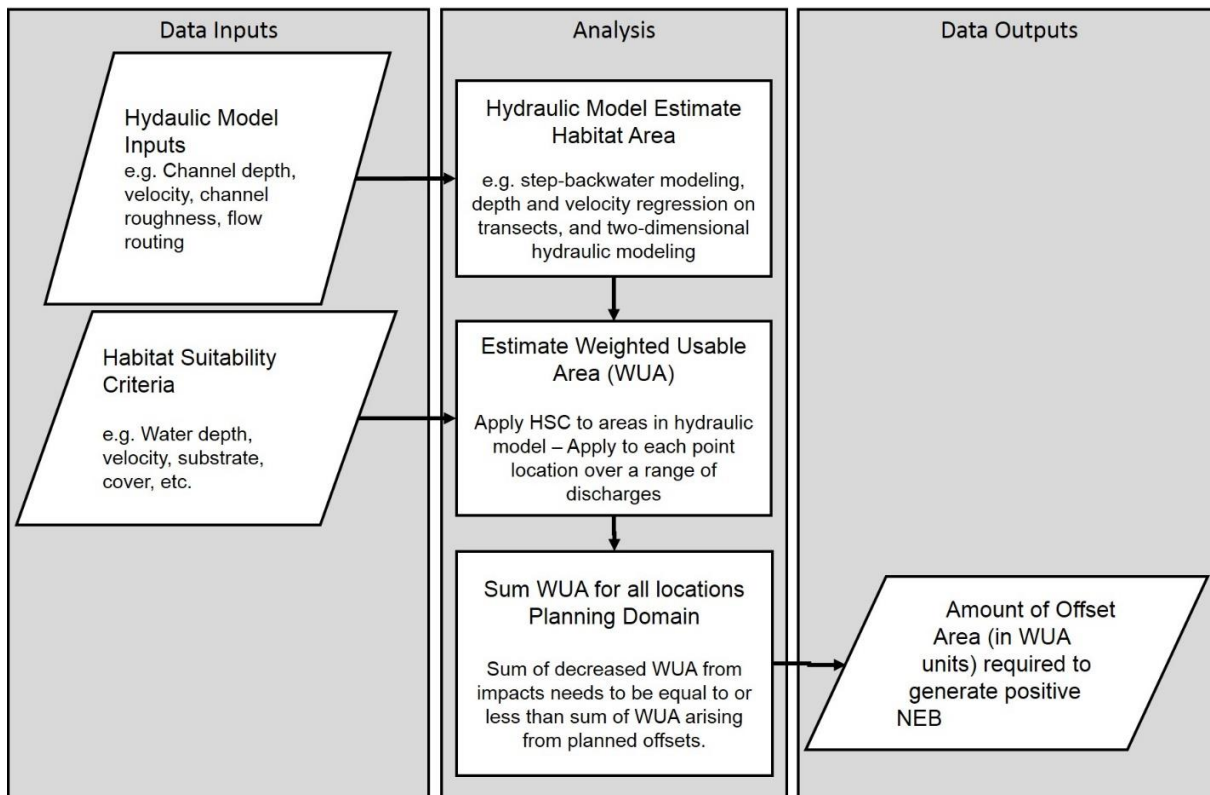 Data Inputs
Hydaulic Model
Inputs
e.g. Channel depth,
velocity, channel
roughness, flow
routing
Habitat Suitability
Criteria
e.g. Water depth,
velocity, substrate,
cover, etc.
Analysis
Hydraulic Model Estimate
Habitat Area
e.g. step-backwater modeling,
depth and velocity regression on
transects, and two-dimensional
hydraulic modeling
Estimate Weighted Usable
Area (WUA)
Apply HSC to areas in hydraulic
model – Apply to each point
location over a range of
discharges
Sum WUA for all locations
Planning Domain
Sum of decreased WUA from
impacts needs to be equal to or
less than sum of WUA arising
from planned offsets.
Data Outputs
Amount of Offset
Area (in WUA
units) required to
generate positive
NEB